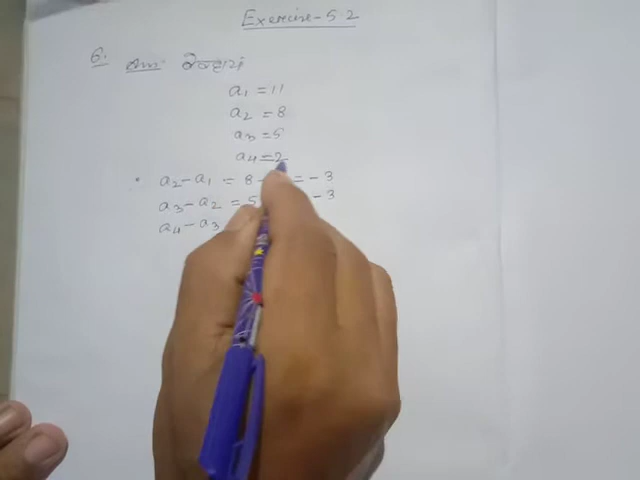 Exercise-5.2
6. Ans:
a1 = 11
a2 = 8
a3 = 5
a4 = 2
a2 - a1 = 8 - = -3
a3 - a2 = 5 - 3
a4 - a3